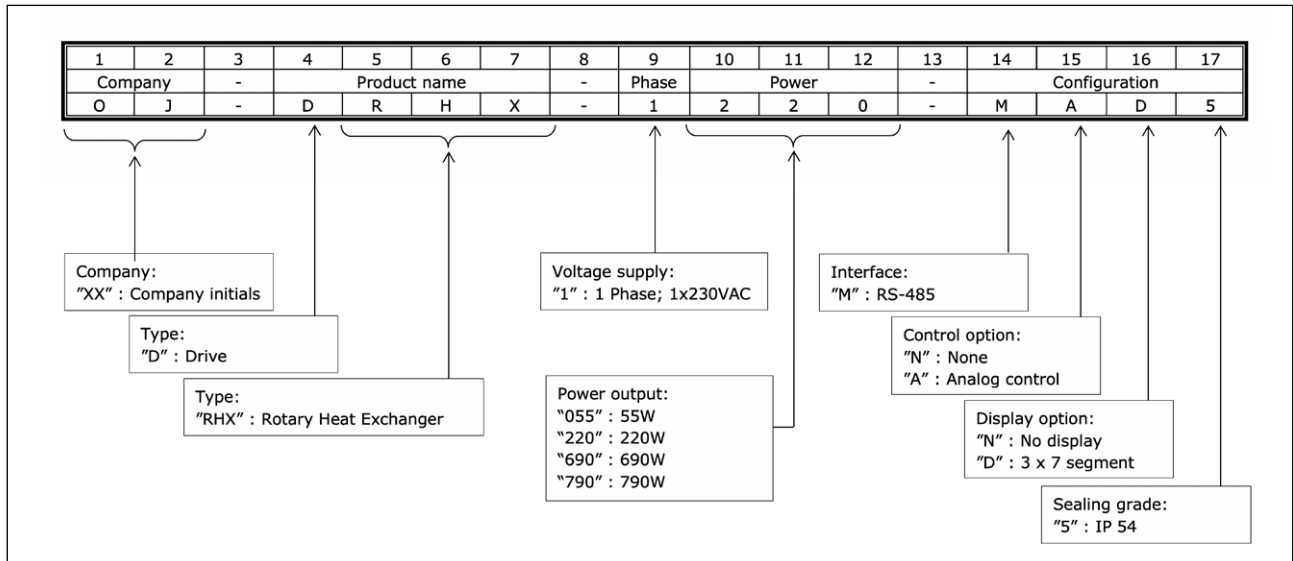 1 2 3 4 5 6 7 8 9 10 11 12 13 14 15 16 17
Company - Product name - Phase Power - Configuration
O J - D R H X - 1 2 2 0 - M A D 5
Company:
”XX” : Company initials
Type:
”D” : Drive
Type:
”RHX” : Rotary Heat Exchanger
Voltage supply:
”1” : 1 Phase; 1x230VAC
Power output:
“055” : 55W
“220” : 220W
“690” : 690W
“790” : 790W
Interface:
”M” : RS-485
Control option:
”N” : None
”A” : Analog control
Display option:
”N” : No display
”D” : 3 x 7 segment
Sealing grade:
”5” : IP 54